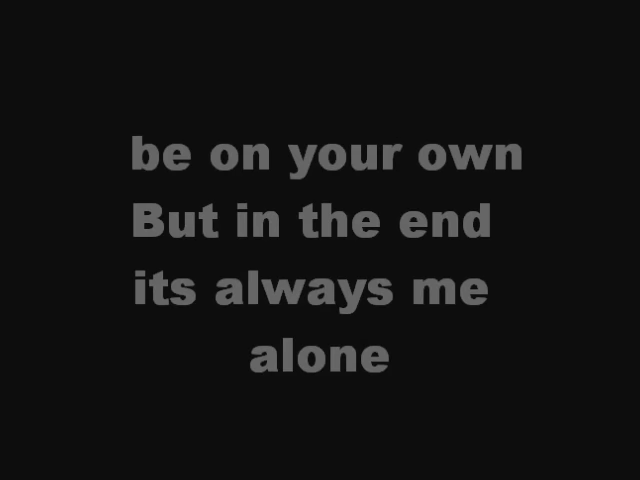 be on your own
But in the end
its always me
alone